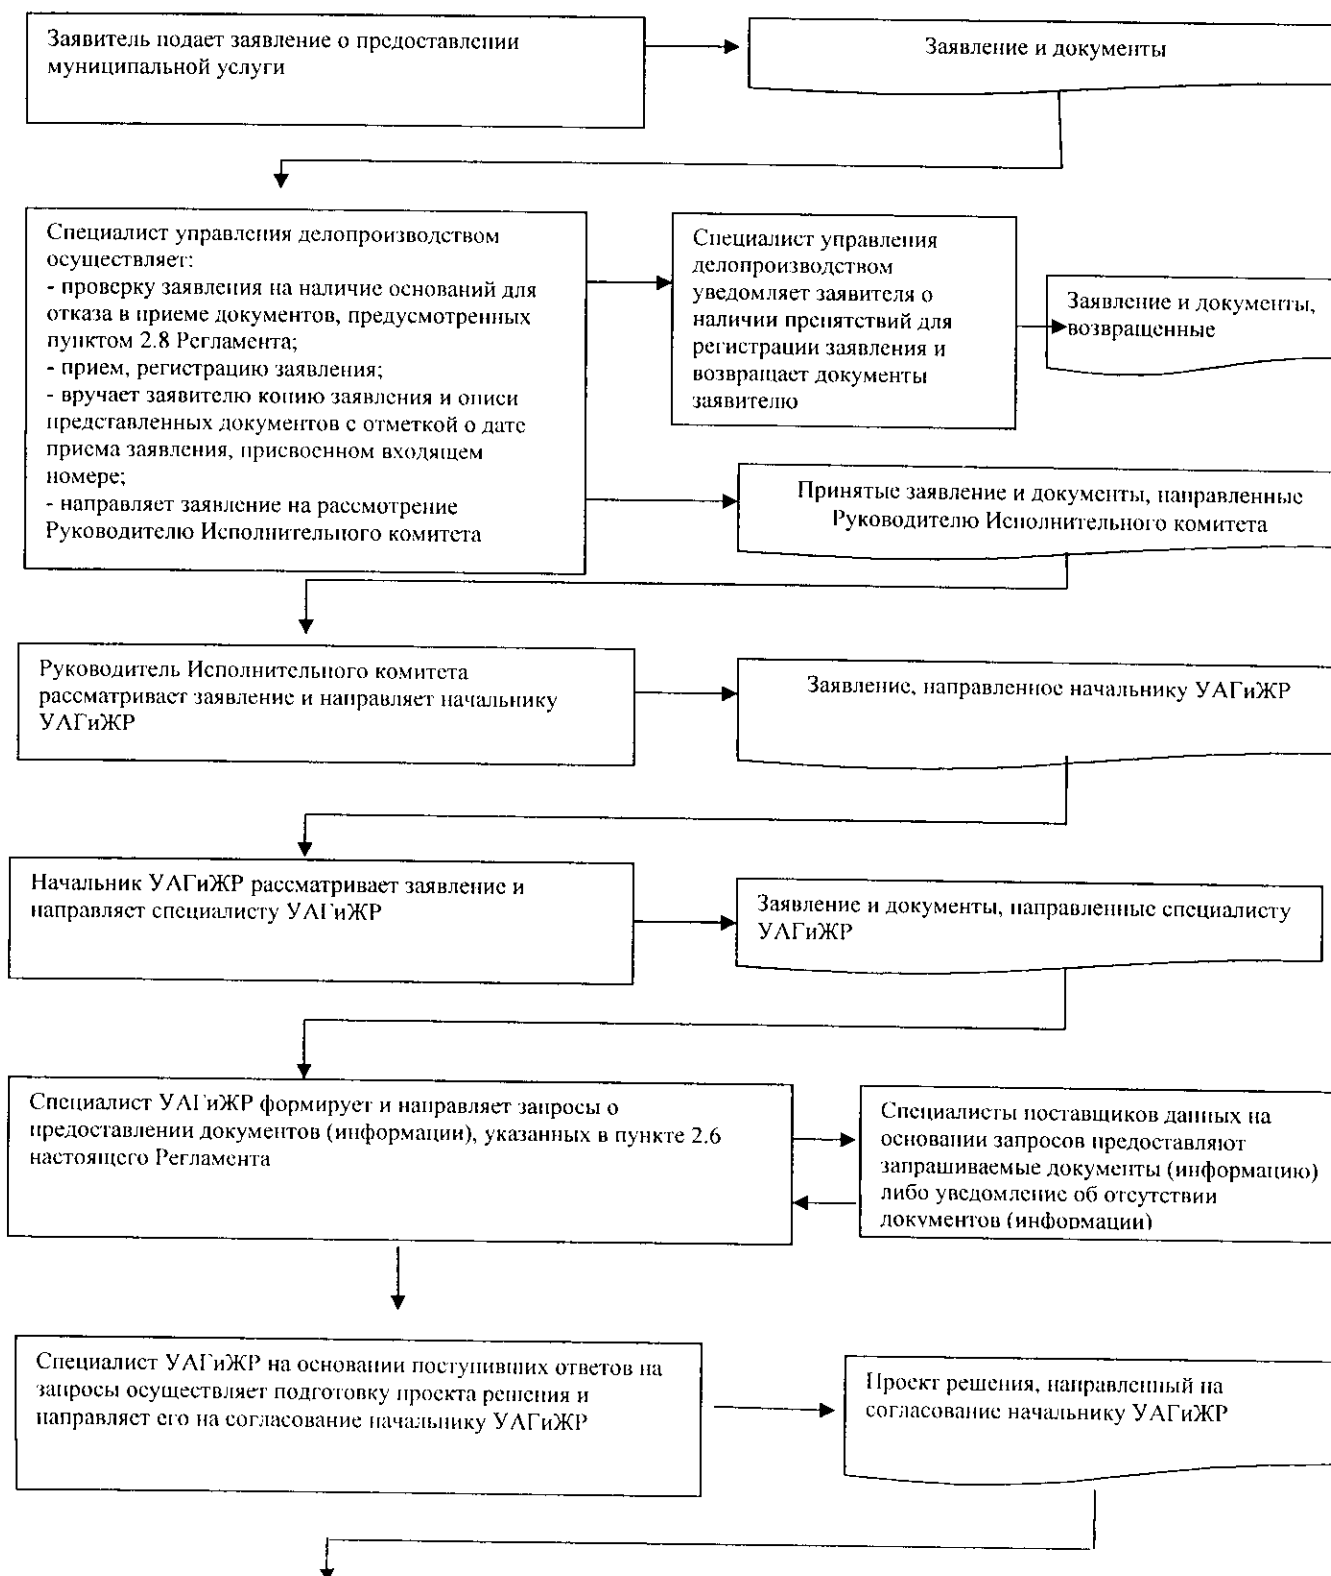 Заявитель подает заявление о предоставлении
муниципальной услуги
Заявление и документы
Специалист управления делопроизводством
осуществляет:
- проверку заявления на наличие оснований для
отказа в приеме документов, предусмотренных
пунктом 2.8 Регламента;
- прием, регистрацию заявления;
- вручает заявителю копию заявления и описи
представленных документов с отметкой о дате
приема заявления, присвоенном входящем
номере;
- направляет заявление на рассмотрение
Руководителю Исполнительного комитета
Специалист управления
делопроизводством
уведомляет заявителя о
наличии препятствий для
регистрации заявления и
возвращает документы
заявителю
Заявление и документы,
возвращенные
Принятые заявление и документы, направленные
Руководителю Исполнительного комитета
Руководитель Исполнительного комитета
рассматривает заявление и направляет начальнику
УАГиЖР
Заявление, направленное начальнику УАГиЖР
Начальник УАГиЖР рассматривает заявление и
направляет специалисту УАГиЖР
Заявление и документы, направленные специалисту
УАГиЖР
Специалист УАГиЖР формирует и направляет запросы о
предоставлении документов (информации), указанных в пункте 2.6
настоящего Регламента
Специалисты поставщиков данных на
основании запросов предоставляют
запрашиваемые документы (информацию)
либо уведомление об отсутствии
документов (информации)
Специалист УАГиЖР на основании поступивших ответов на
запросы осуществляет подготовку проекта решения и
направляет его на согласование начальнику УАГиЖР
Проект решения, направленный на
согласование начальнику УАГиЖР